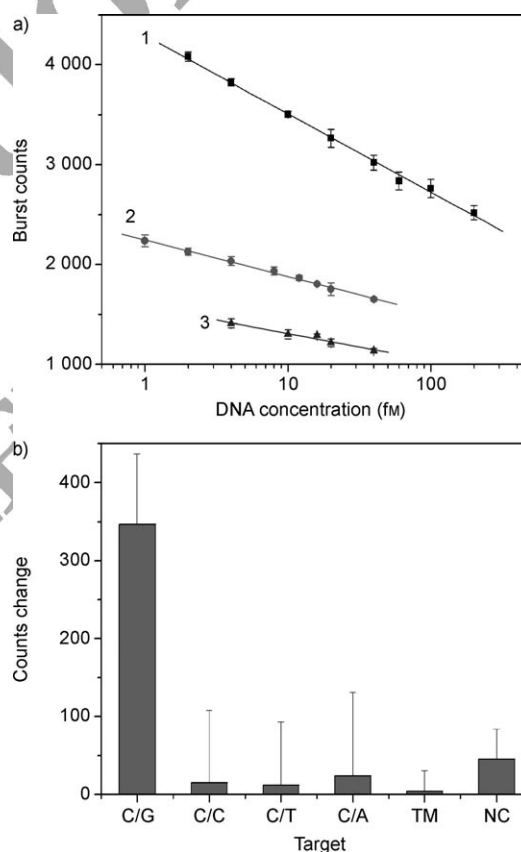 a)
1
4 000
3 000
2
2 000
3
1 000
Burst counts
1
10
100
DNA concentration (fM)
b)
400
300
200
100
0
Counts change
C/G
C/C
C/T
C/A
TM
NC
Target